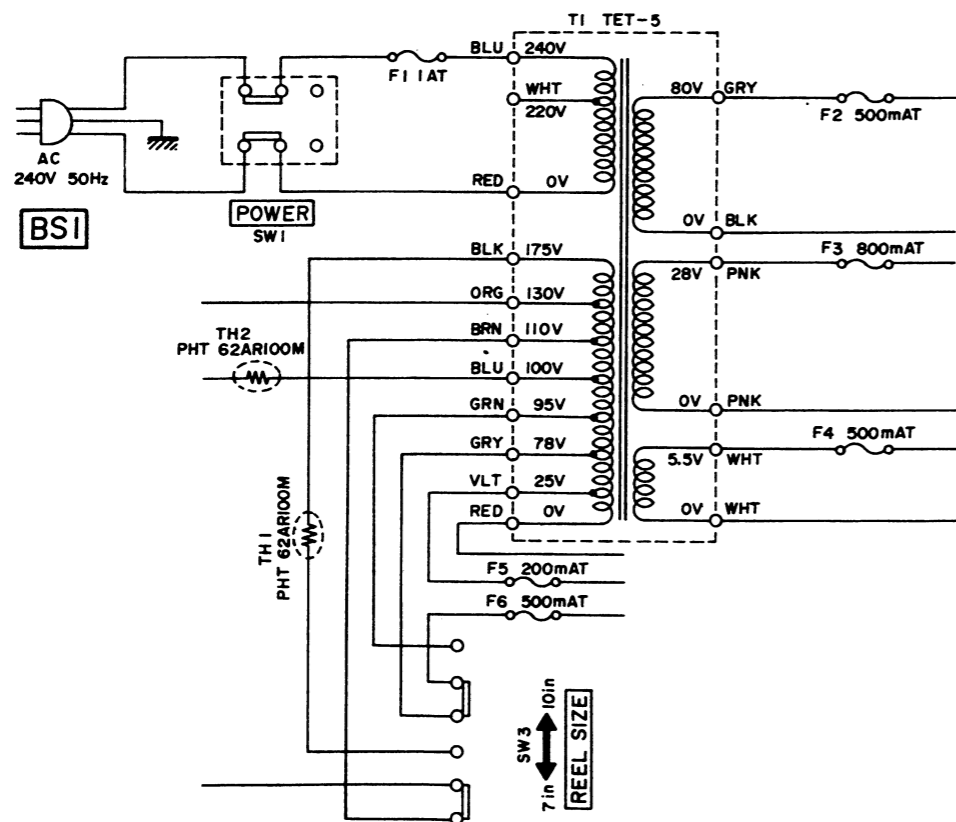 T1 TET-5
BLU 240V
F1 1AT
WHT
220V
80V GRY
F2 500mAT
AC
240V 50Hz
RED 0V
0V BLK
BS1
POWER
SW1
BLK 175V
28V PNK
F3 800mAT
ORG 130V
BRN 110V
TH2
PHT 62AR100M
BLU 100V
GRN 95V
0V PNK
GRY 78V
5.5V WHT
F4 500mAT
VLT 25V
RED 0V
0V WHT
TH1
PHT 62AR100M
F5 200mAT
F6 500mAT
SW3
7in 10in
REEL SIZE